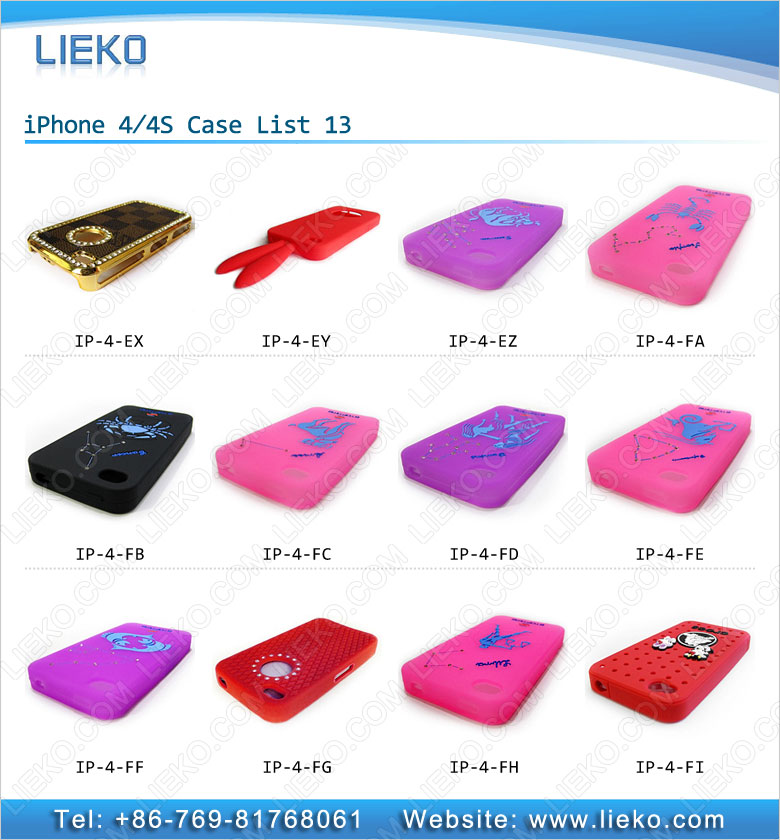 LIEKO
iPhone 4/4S Case List 13
IP-4-EX IP-4-EY IP-4-EZ IP-4-FA
IP-4-FB IP-4-FC IP-4-FD IP-4-FE
IP-4-FF IP-4-FG IP-4-FH IP-4-FI
Tel: +86-769-81768061 Website: www.lieko.com
LIEKO.COM